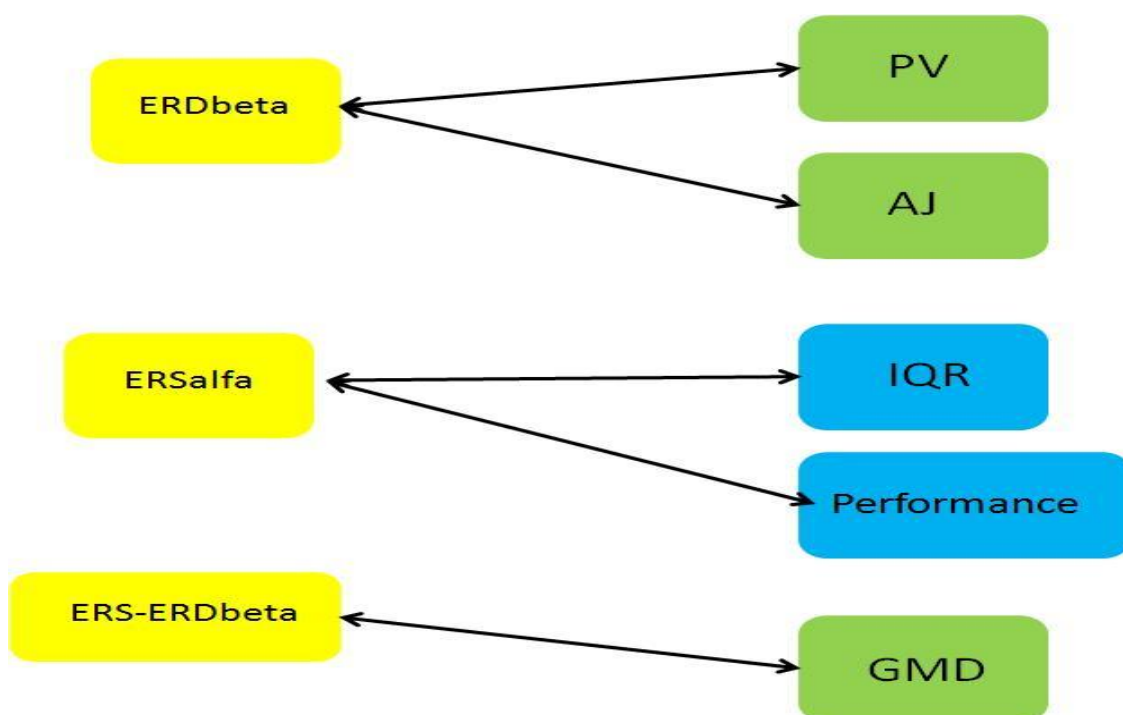 ERDbeta
PV
AJ
ERSalfa
IQR
Performance
ERS-ERDbeta
GMD